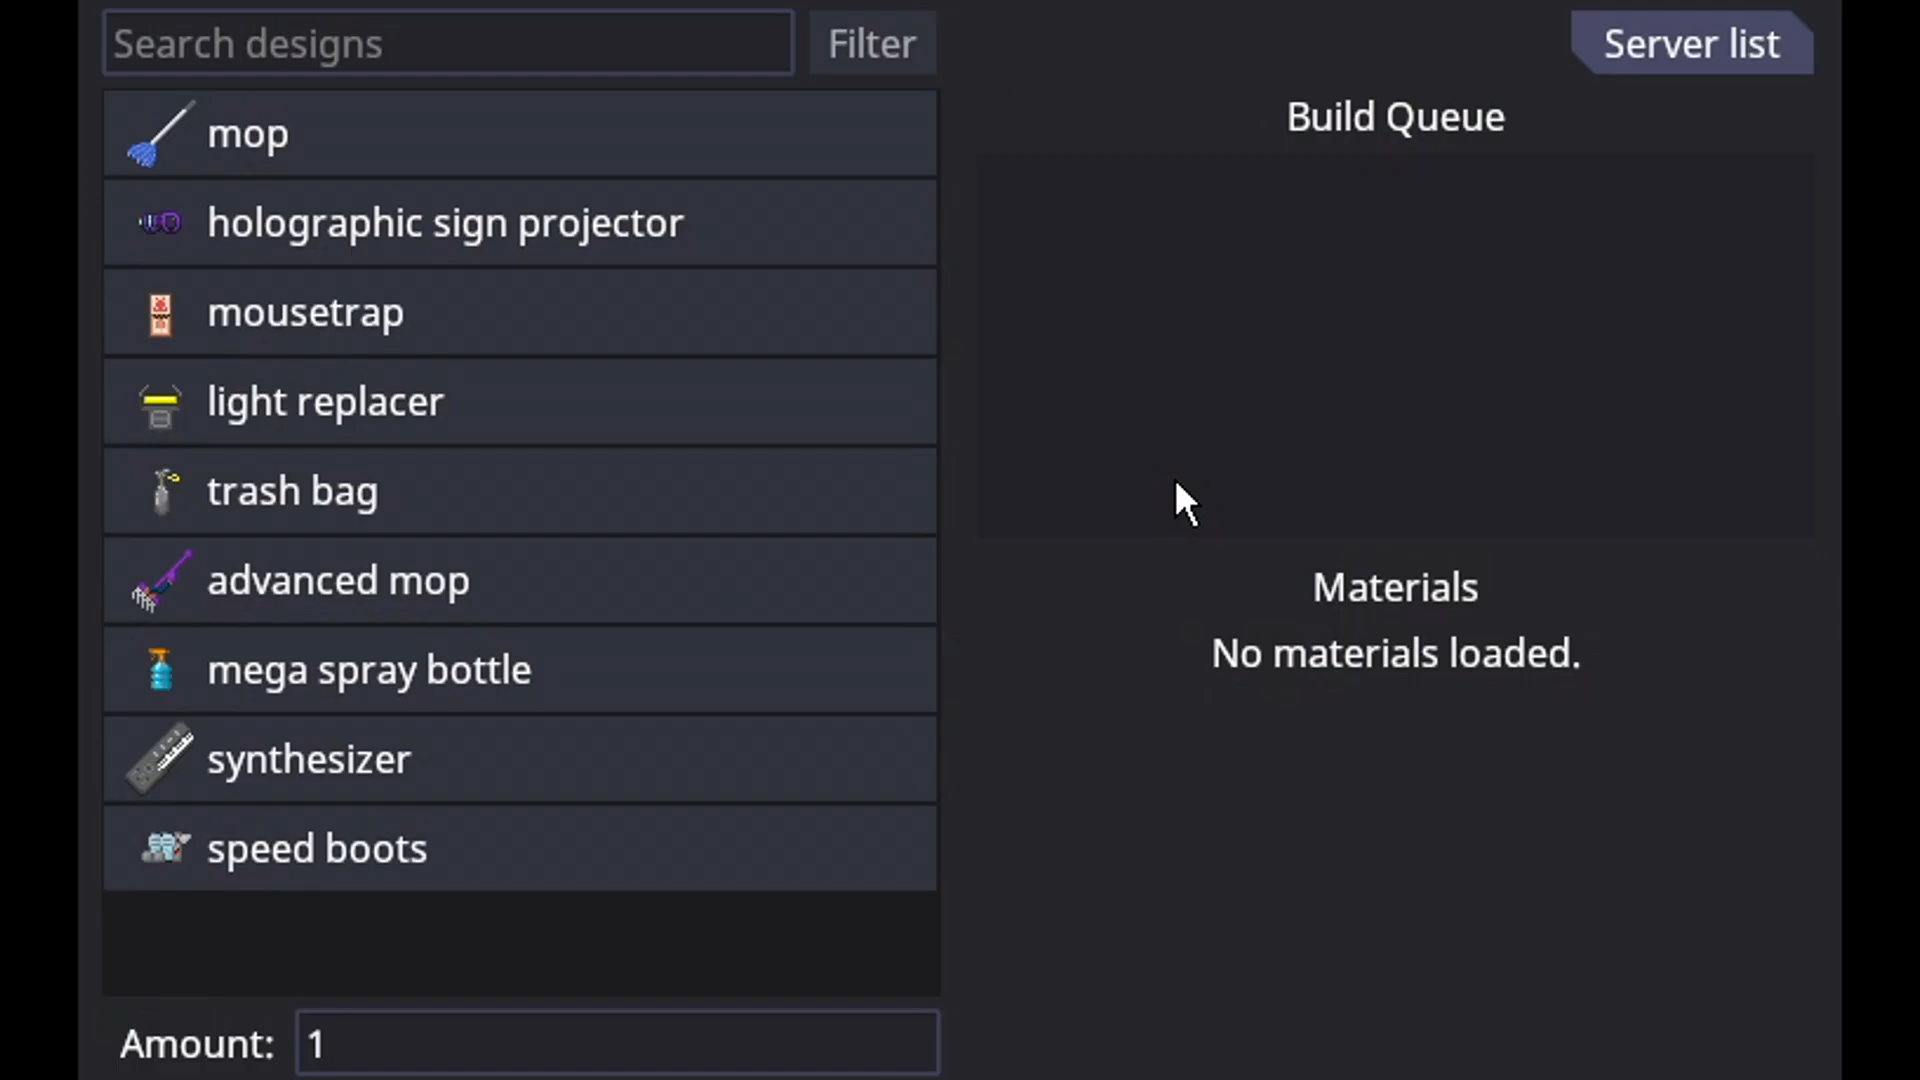 Search designs
Filter
Server list
mop
holographic sign projector
mousetrap
light replacer
trash bag
advanced mop
mega spray bottle
synthesizer
speed boots
Amount: 1
Build Queue
Materials
No materials loaded.